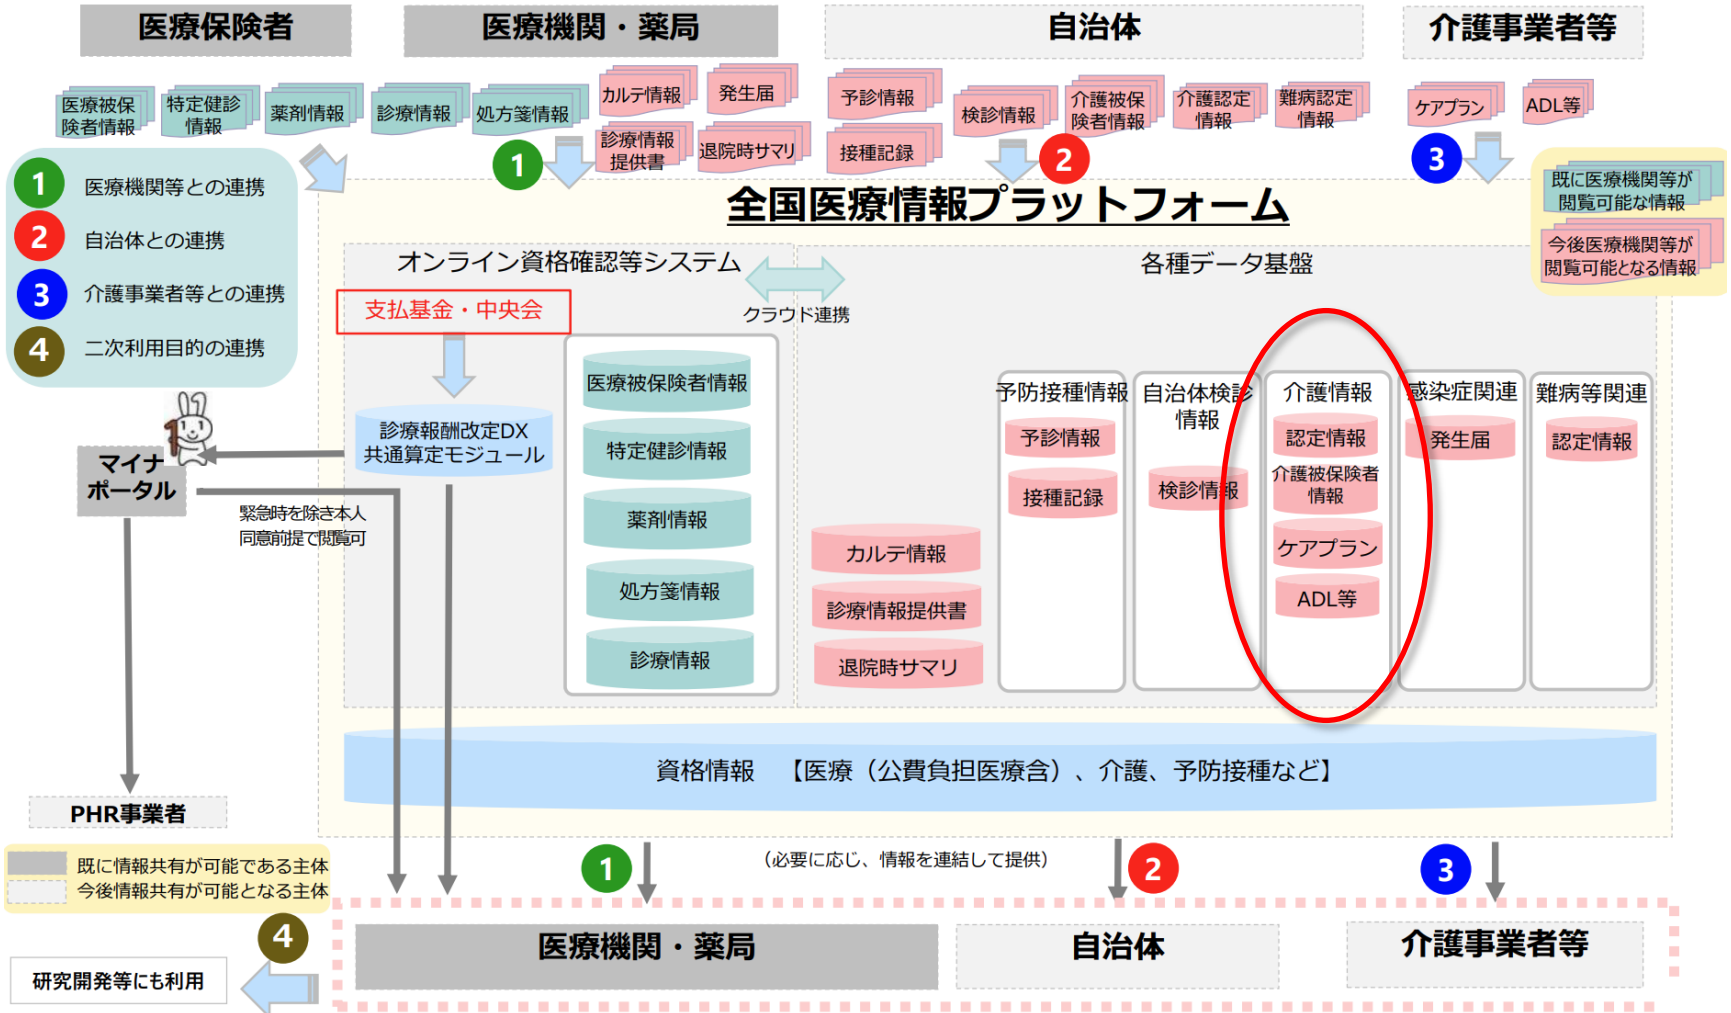 医療保険者
医療機関・薬局
自治体
介護事業者等
医療被保
険者情報
特定健診
情報
薬剤情報
診療情報
処方箋情報
カルテ情報
発生届
診療情報
提供書
退院時サマリ
予診情報
接種記録
検診情報
介護被保
険者情報
介護認定
情報
難病認定
情報
ケアプラン
ADL等
1
2
3
1 医療機関等との連携
2 自治体との連携
3 介護事業者等との連携
4 二次利用目的の連携
既に医療機関等が
閲覧可能な情報
今後医療機関等が
閲覧可能となる情報
全国医療情報プラットフォーム
オンライン資格確認等システム
クラウド連携
各種データ基盤
支払基金・中央会
診療報酬改定DX
共通算定モジュール
医療被保険者情報
特定健診情報
薬剤情報
処方箋情報
診療情報
カルテ情報
診療情報提供書
退院時サマリ
予防接種情報
予診情報
接種記録
自治体検診
情報
検診情報
介護情報
認定情報
介護被保険者
情報
ケアプラン
ADL等
感染症関連
発生届
難病等関連
認定情報
マイナ
ポータル
緊急時を除き本人
同意前提で閲覧可
資格情報 【医療（公費負担医療含）、介護、予防接種など】
PHR事業者
既に情報共有が可能である主体
今後情報共有が可能となる主体
1
（必要に応じ、情報を連結して提供）
2
3
4
研究開発等にも利用
医療機関・薬局
自治体
介護事業者等